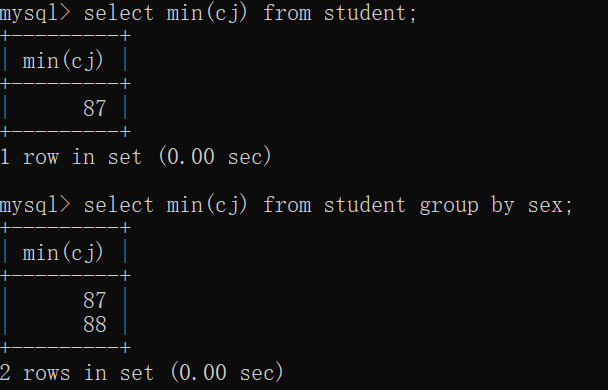 mysql> select min(cj) from student;
+---------+
| min(cj) |
+---------+
|      87 |
+---------+
1 row in set (0.00 sec)
mysql> select min(cj) from student group by sex;
+---------+
| min(cj) |
+---------+
|      87 |
|      88 |
+---------+
2 rows in set (0.00 sec)